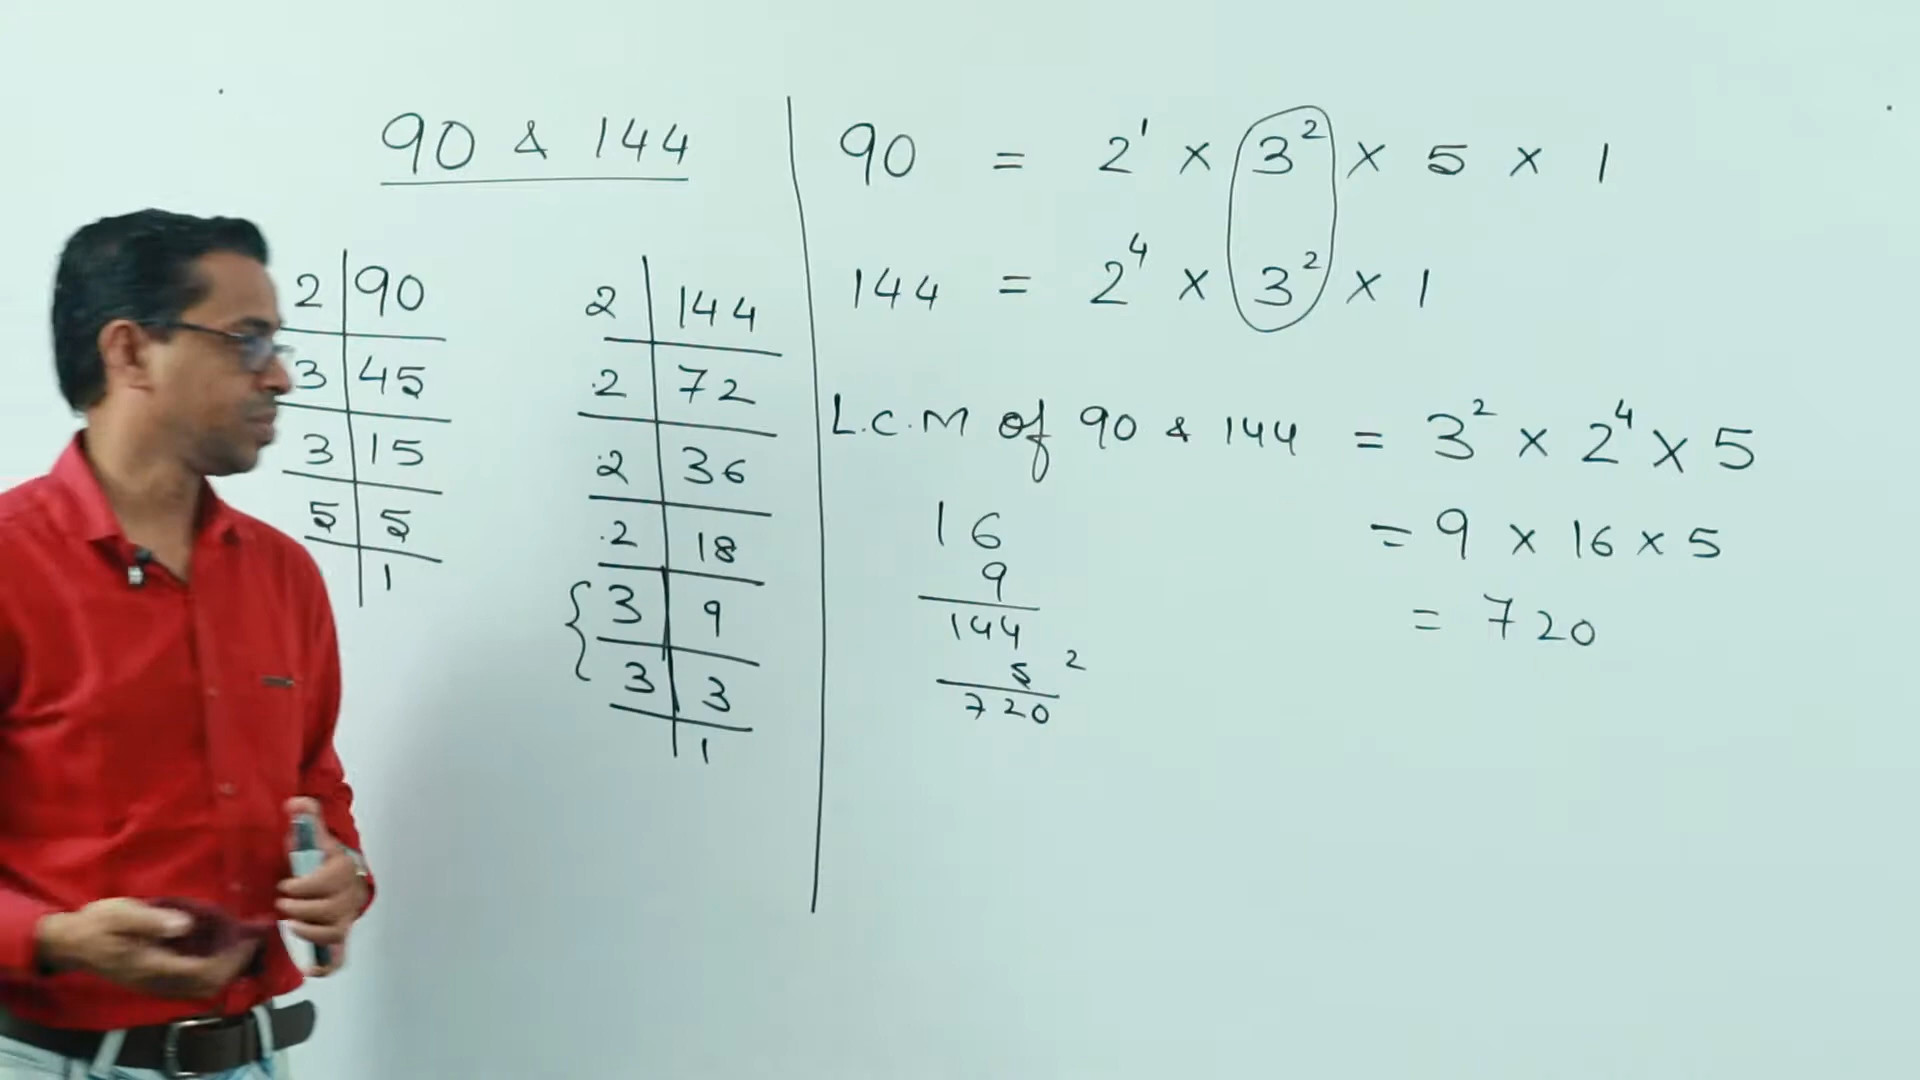 90 & 144
2 | 90
3 | 45
3 | 15
5 | 5
1
2 | 144
2 | 72
2 | 36
2 | 18
3 | 9
3 | 3
1
90 = 2¹ × 3² × 5 × 1
144 = 2⁴ × 3² × 1
L.C.M of 90 & 144 = 3² × 2⁴ × 5
= 9 × 16 × 5
= 720
16
9
144
5 2
720